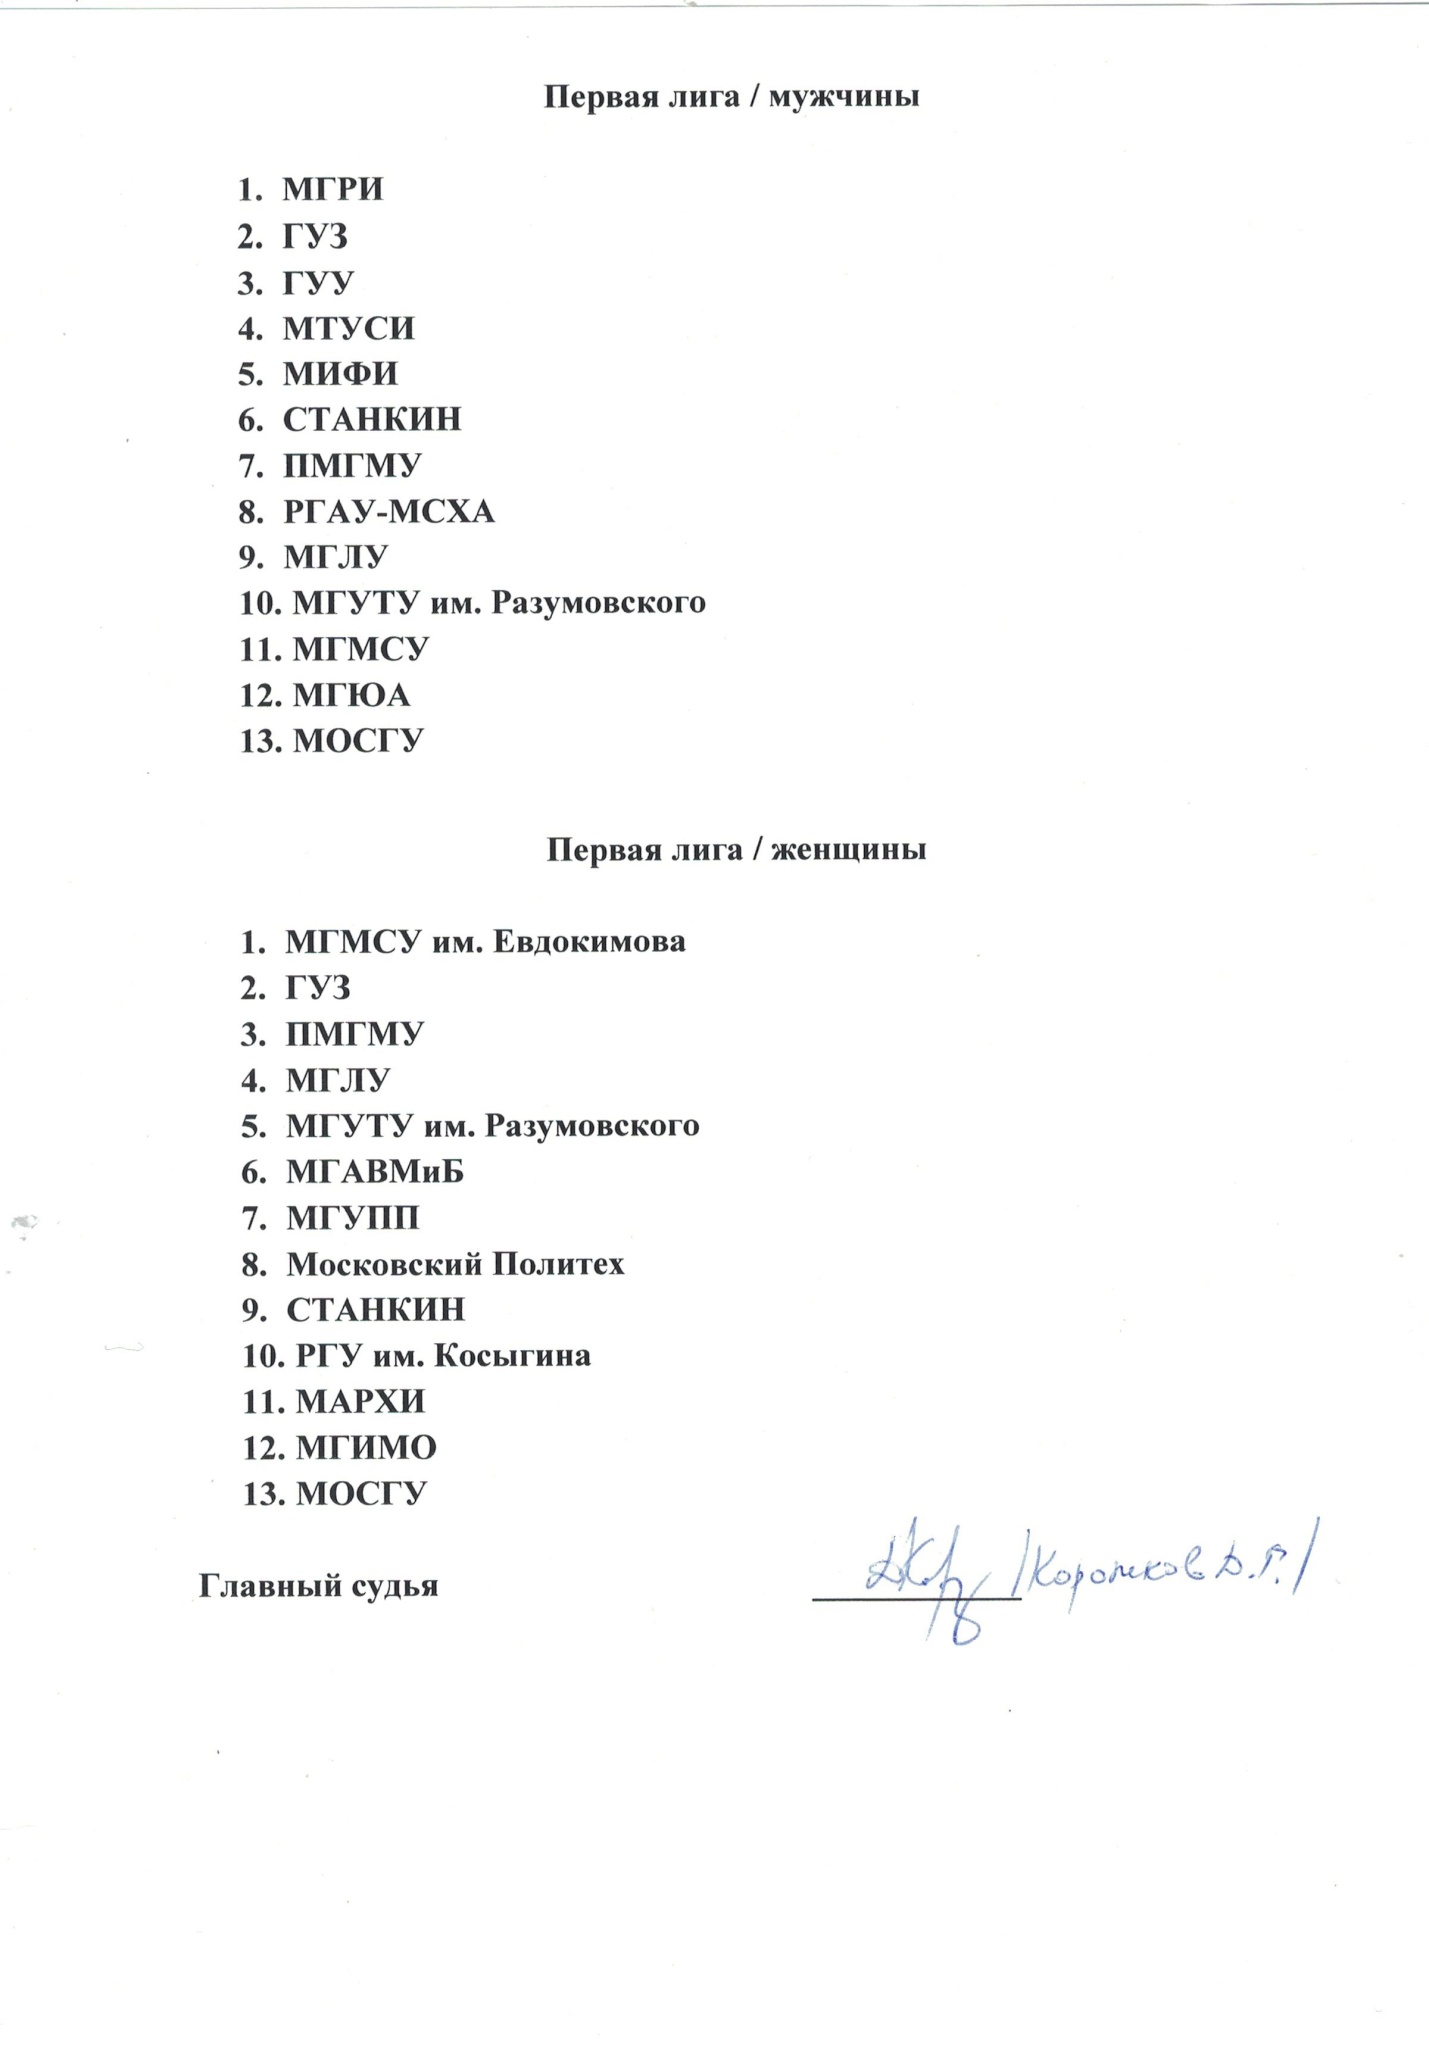 Первая лига / мужчины
1. МГРИ
2. ГУЗ
3. ГУУ
4. МТУСИ
5. МИФИ
6. СТАНКИН
7. ПМГМУ
8. РГАУ-МСХА
9. МГЛУ
10. МГУТУ им. Разумовского
11. МГМСУ
12. МГЮА
13. МОСГУ
Первая лига / женщины
1. МГМСУ им. Евдокимова
2. ГУЗ
3. ПМГМУ
4. МГЛУ
5. МГУТУ им. Разумовского
6. МГАВМиБ
7. МГУПП
8. Московский Политех
9. СТАНКИН
10. РГУ им. Косыгина
11. МАРХИ
12. МГИМО
13. МОСГУ
Главный судья